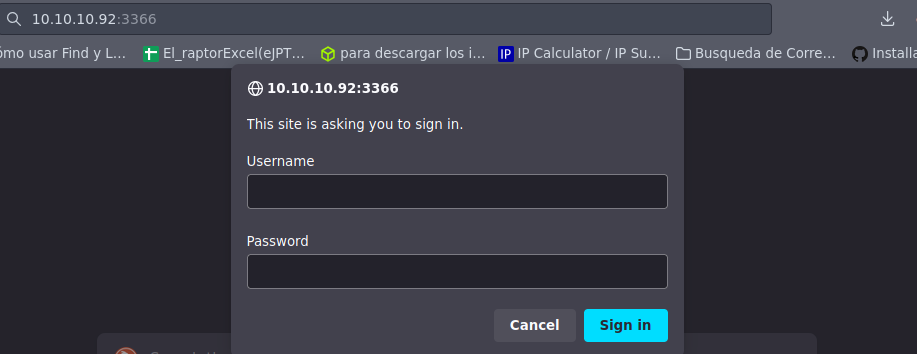 10.10.10.92:3366
ómo usar Find y L… El_raptorExcel(eJPT… para descargar los i… IP IP Calculator / IP Su… Busqueda de Corre… Installa
10.10.10.92:3366
This site is asking you to sign in.
Username
Password
Cancel Sign in